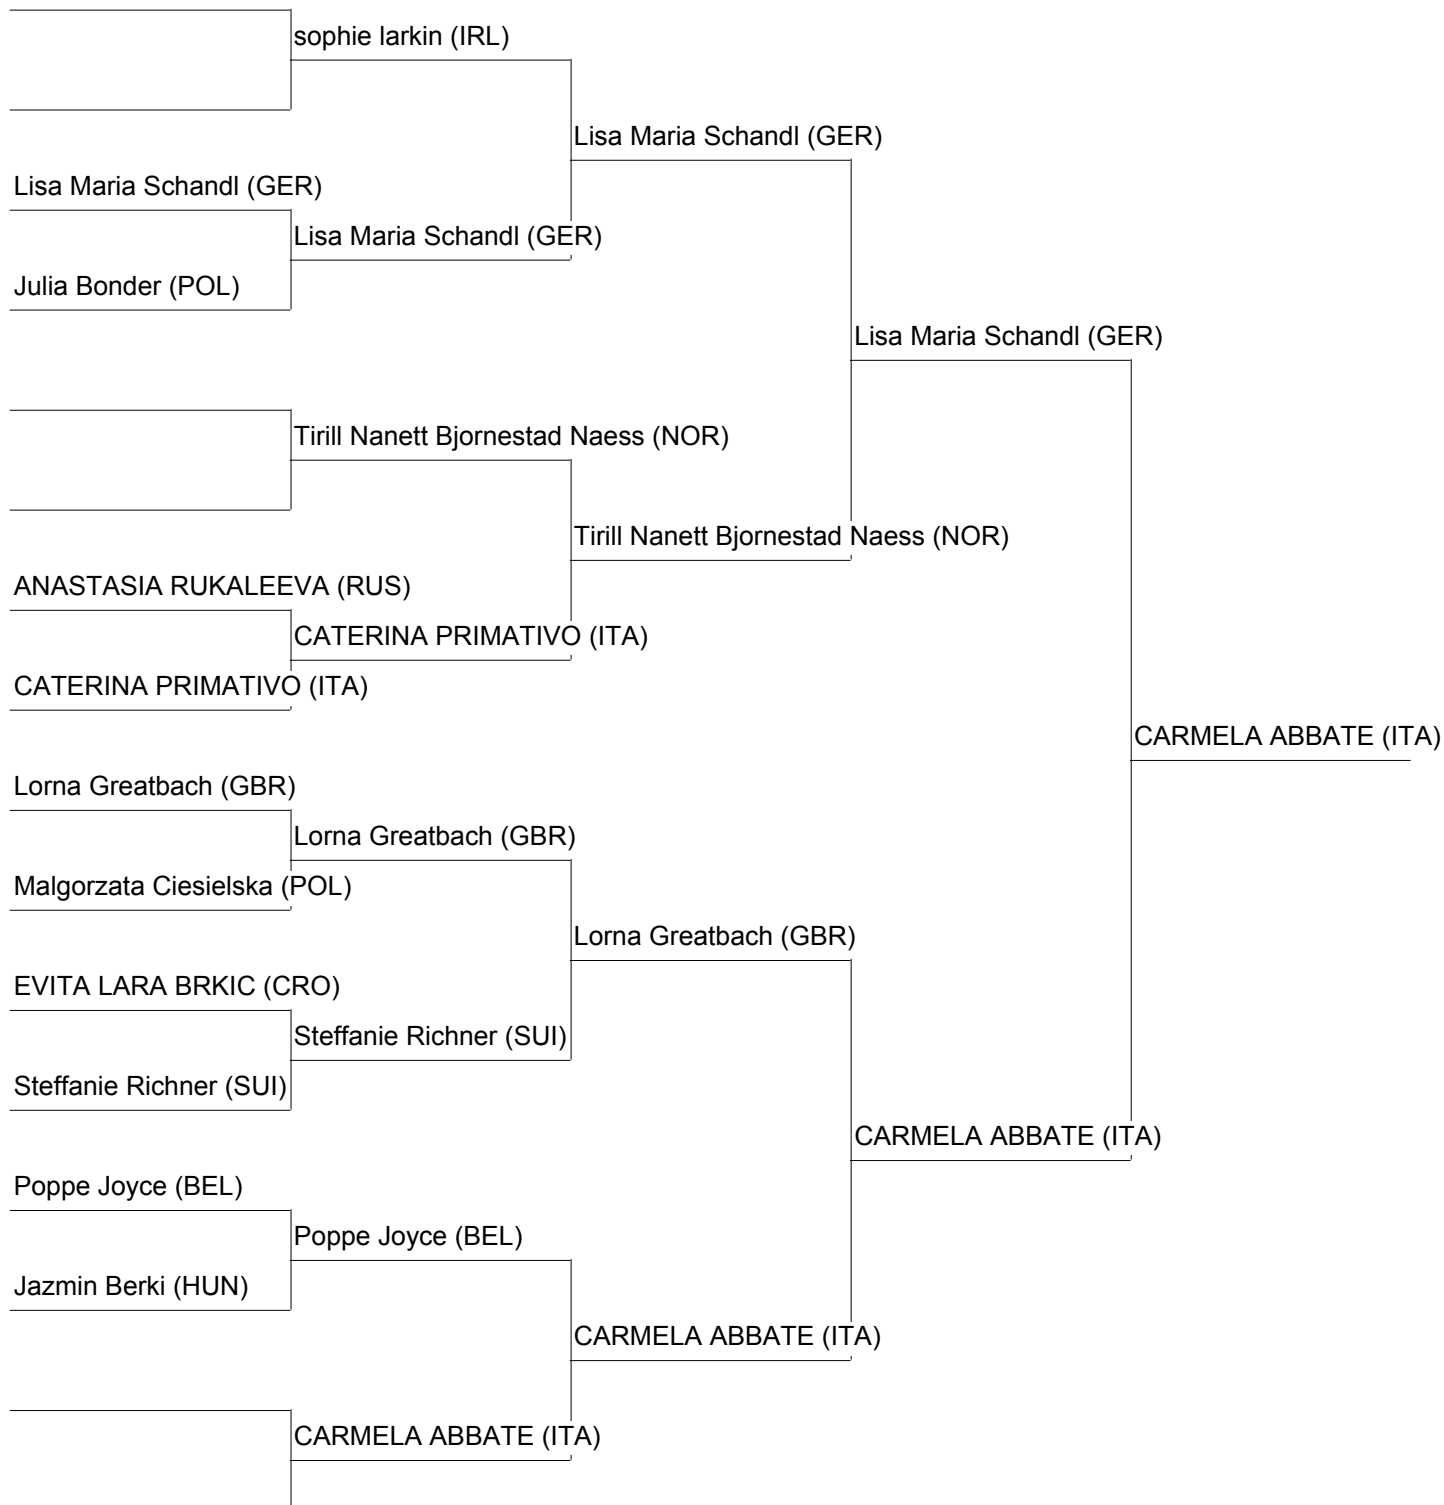 sophie larkin (IRL)
Lisa Maria Schandl (GER)
Lisa Maria Schandl (GER)
Lisa Maria Schandl (GER)
Julia Bonder (POL)
Lisa Maria Schandl (GER)
Tirill Nanett Bjornestad Naess (NOR)
Tirill Nanett Bjornestad Naess (NOR)
ANASTASIA RUKALEEVA (RUS)
CATERINA PRIMATIVO (ITA)
CATERINA PRIMATIVO (ITA)
CARMELA ABBATE (ITA)
Lorna Greatbach (GBR)
Lorna Greatbach (GBR)
Malgorzata Ciesielska (POL)
Lorna Greatbach (GBR)
EVITA LARA BRKIC (CRO)
Steffanie Richner (SUI)
Steffanie Richner (SUI)
CARMELA ABBATE (ITA)
Poppe Joyce (BEL)
Poppe Joyce (BEL)
Jazmin Berki (HUN)
CARMELA ABBATE (ITA)
CARMELA ABBATE (ITA)